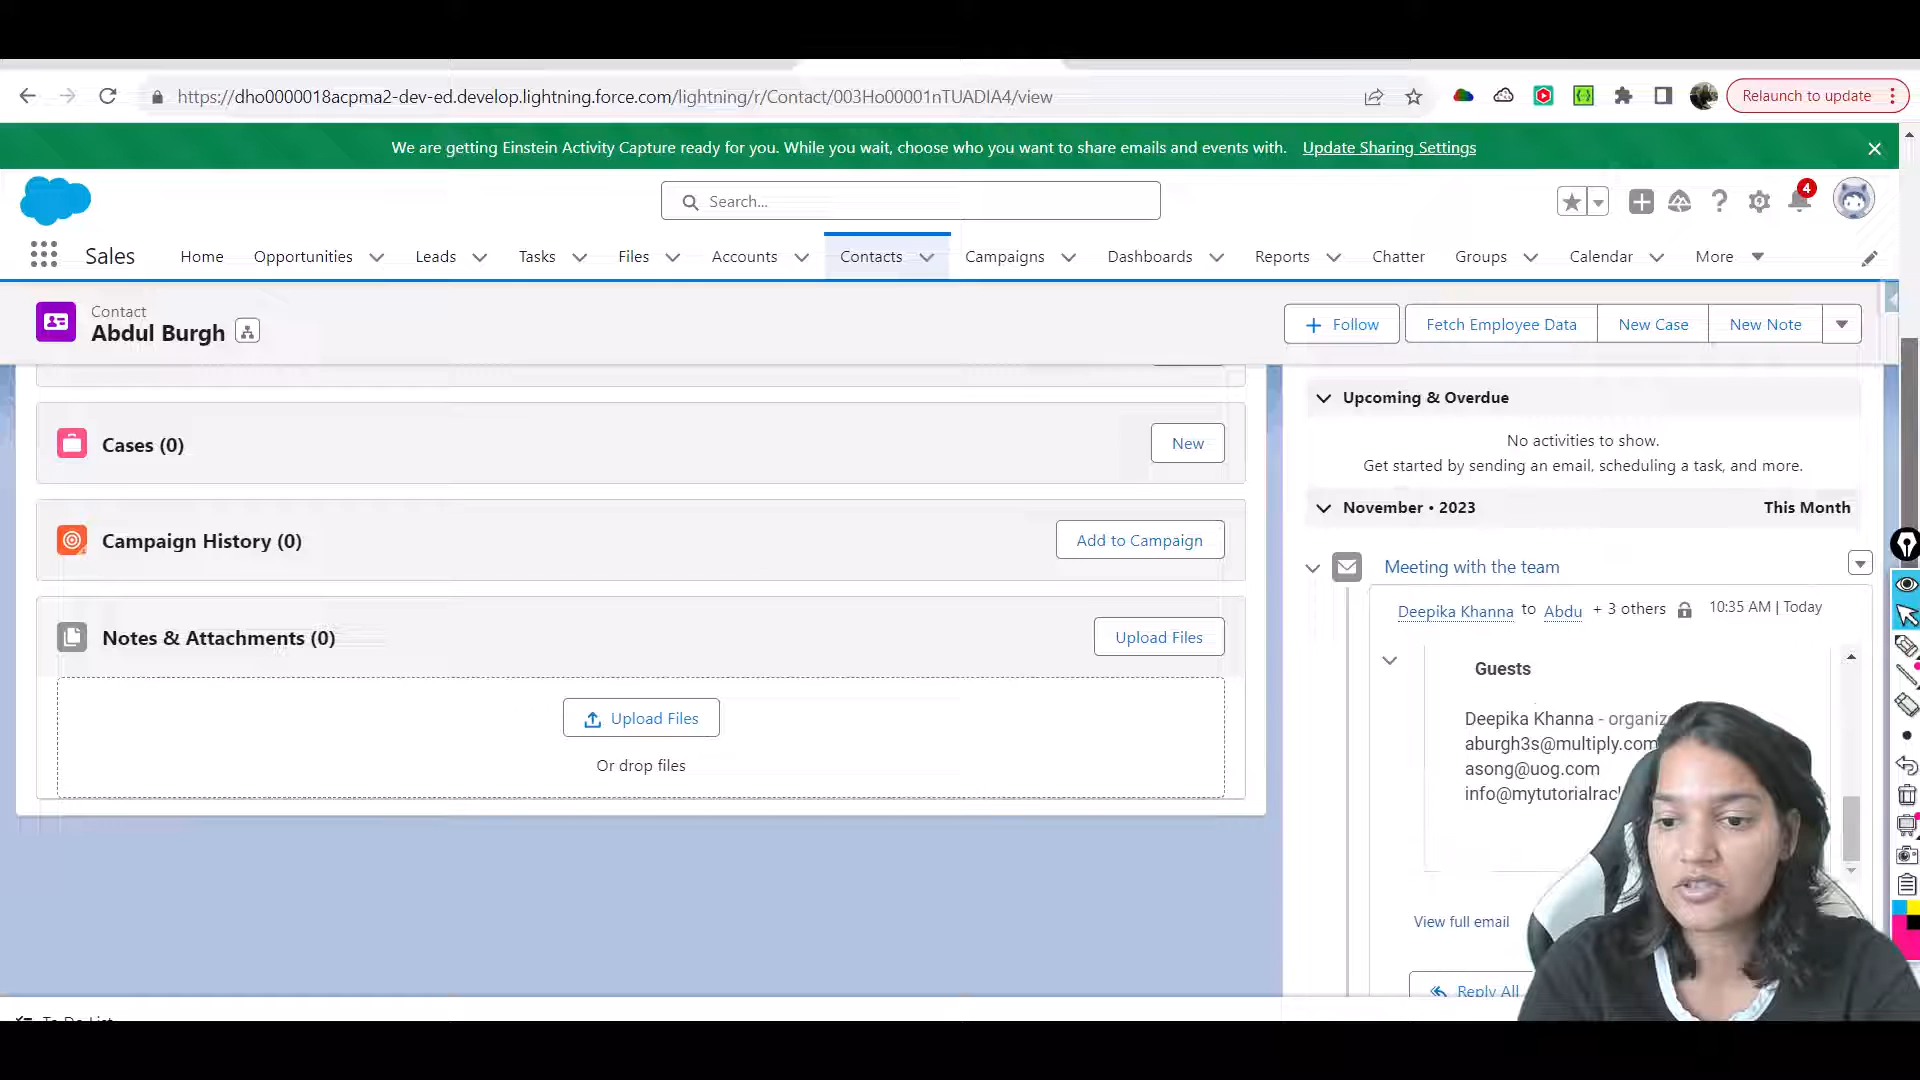 https://dho0000018acpma2-dev-ed.develop.lightning.force.com/lightning/r/Contact/003Ho00001nTUADIA4/view
Relaunch to update
We are getting Einstein Activity Capture ready for you. While you wait, choose who you want to share emails and events with. Update Sharing Settings
Search...
4
Sales Home Opportunities Leads Tasks Files Accounts Contacts Campaigns Dashboards Reports Chatter Groups Calendar More
Contact
Abdul Burgh
Follow Fetch Employee Data New Case New Note
Cases (0) New
Campaign History (0) Add to Campaign
Notes & Attachments (0) Upload Files
Upload Files
Or drop files
Upcoming & Overdue
No activities to show.
Get started by sending an email, scheduling a task, and more.
November • 2023 This Month
Meeting with the team
Deepika Khanna to Abdu + 3 others 10:35 AM | Today
Guests
Deepika Khanna -
aburgh3s@multiply.com
asong@uog.com
View full email
Reply All
To Do List